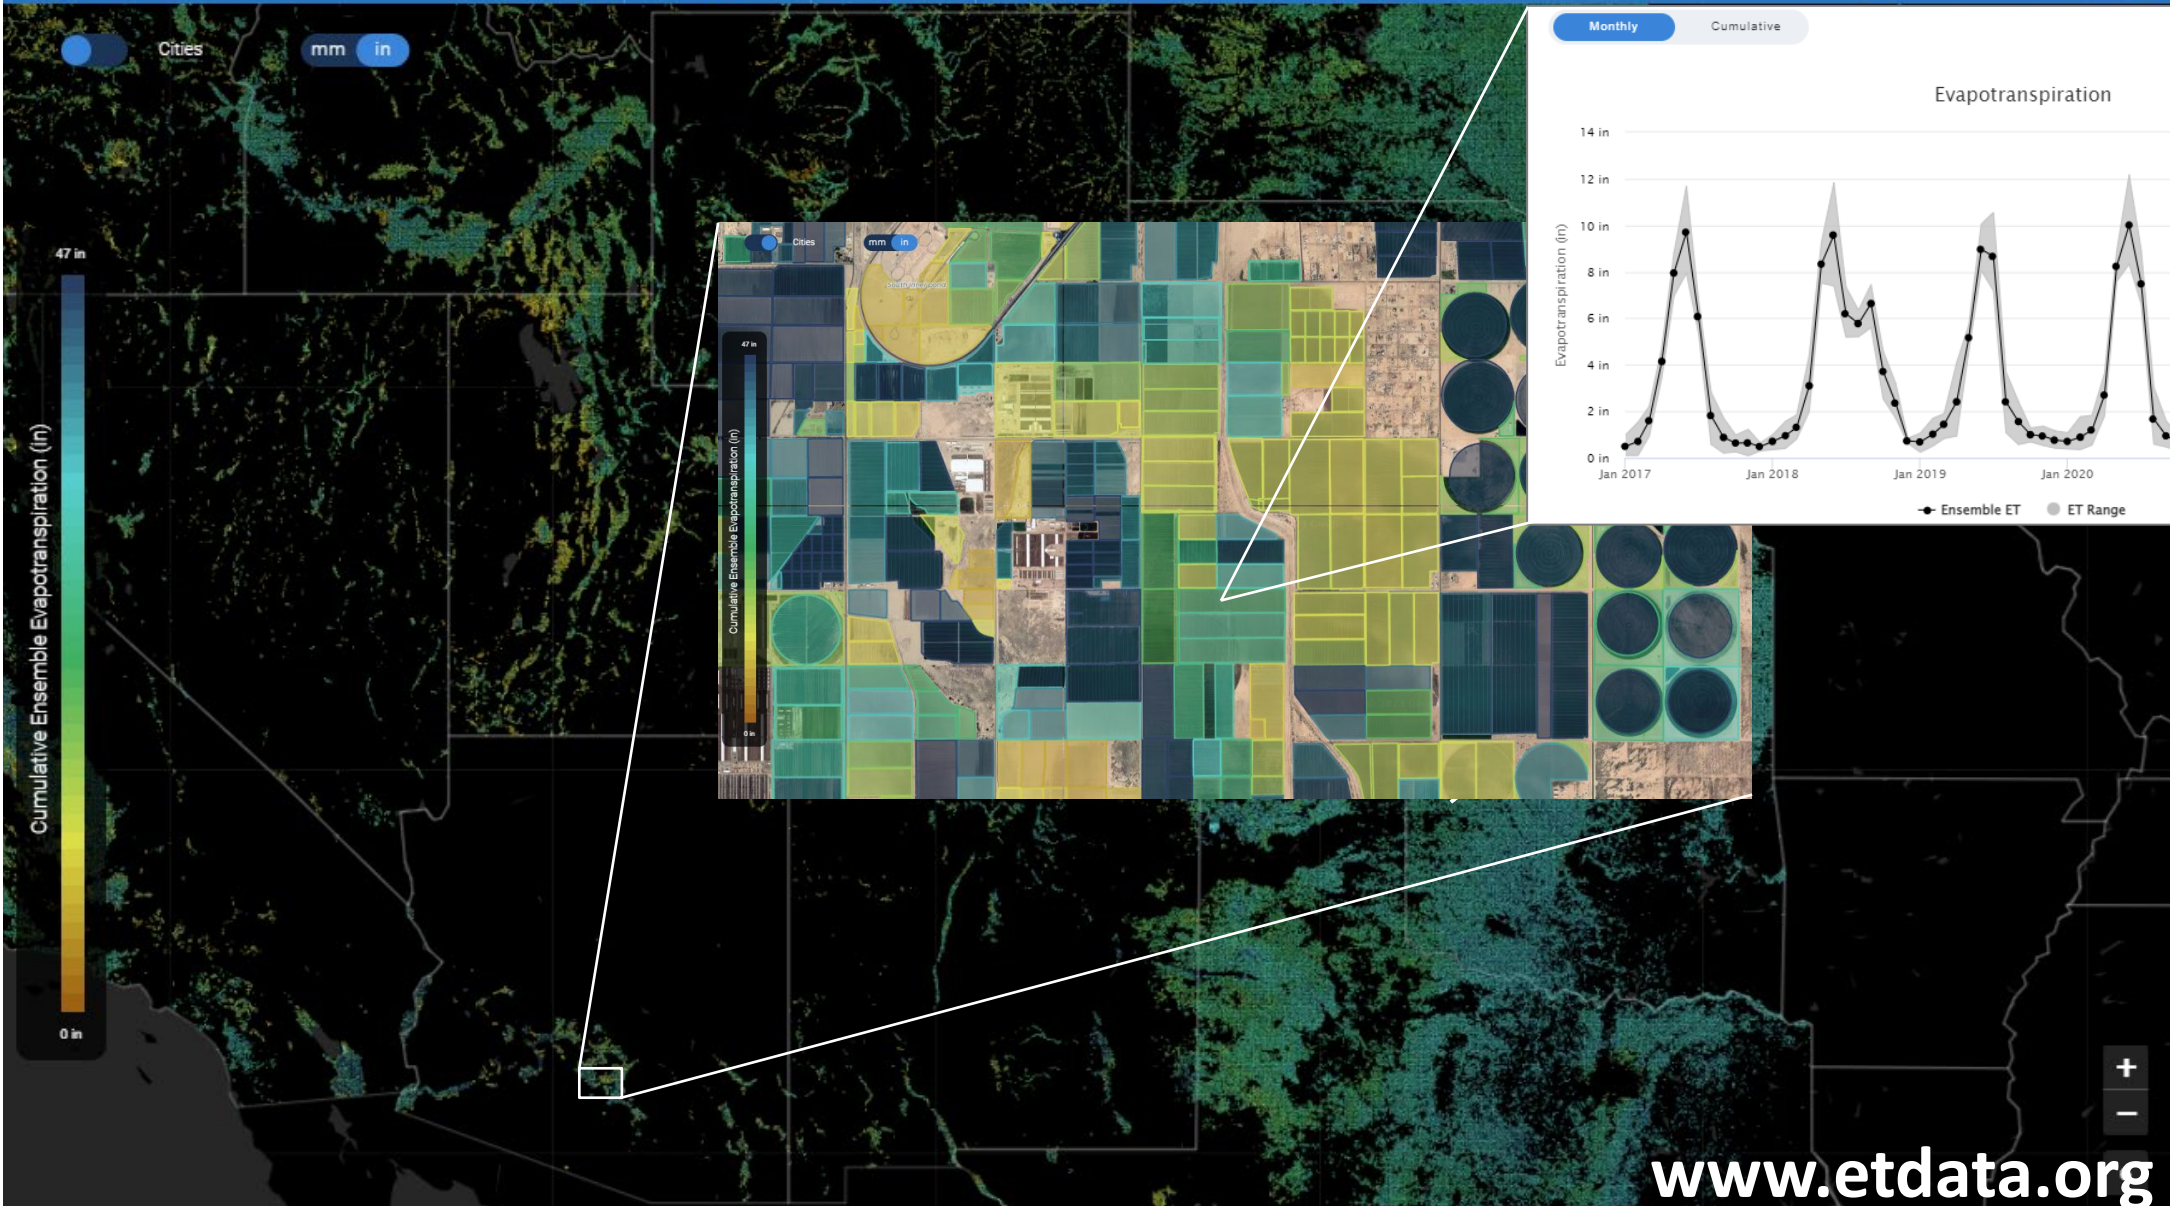 Cities
mm in
47 in
Cumulative Ensemble Evapotranspiration (in)
0 in
Cities
mm in
47 in
Cumulative Ensemble Evapotranspiration (in)
0 in
Monthly Cumulative
Evapotranspiration
14 in
12 in
10 in
8 in
6 in
4 in
2 in
0 in
Evapotranspiration (in)
Jan 2017 Jan 2018 Jan 2019 Jan 2020
Ensemble ET ET Range
+
−
www.etdata.org